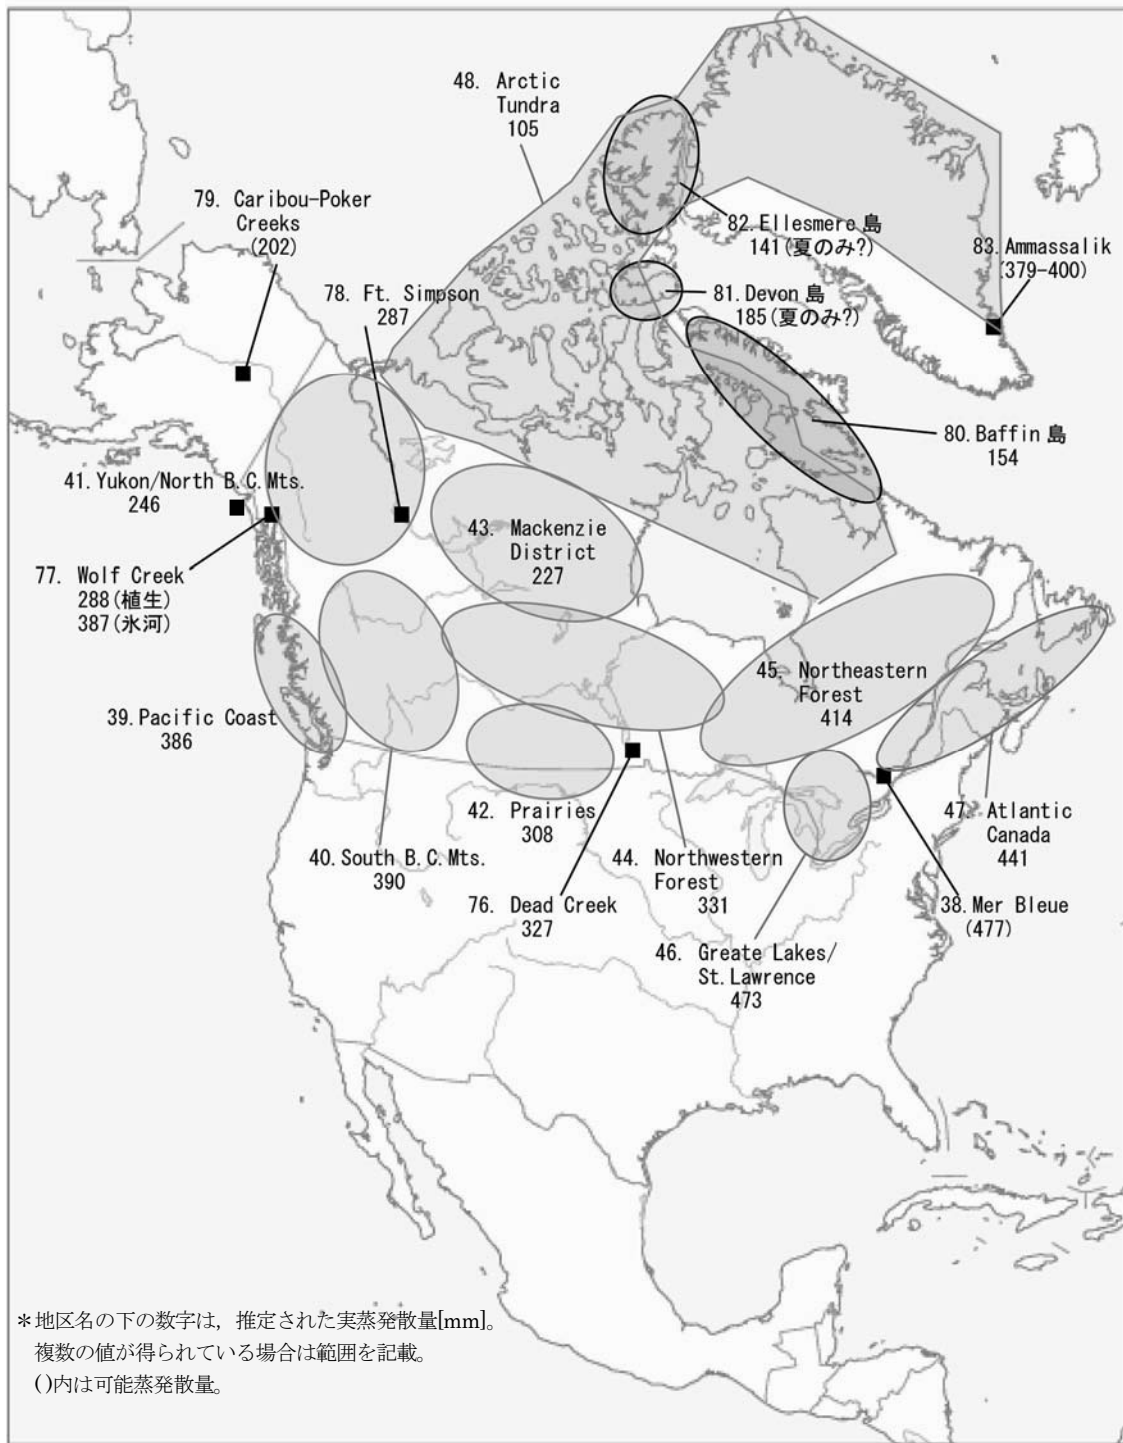 48. Arctic
Tundra
105
79. Caribou-Poker
Creeks
(202)
78. Ft. Simpson
287
82. Ellesmere 島
141(夏のみ?)
83. Ammassalik
(379-400)
81. Devon 島
185(夏のみ?)
80. Baffin 島
154
41. Yukon/North B.C. Mts.
246
43. Mackenzie
District
227
77. Wolf Creek
288(植生)
387(氷河)
45. Northeastern
Forest
414
39. Pacific Coast
386
42. Prairies
308
47. Atlantic
Canada
441
40. South B.C. Mts.
390
44. Northwestern
Forest
331
76. Dead Creek
327
38. Mer Bleue
(477)
46. Greate Lakes/
St. Lawrence
473
*地区名の下の数字は，推定された実蒸発散量[mm]。
複数の値が得られている場合は範囲を記載。
()内は可能蒸発散量。